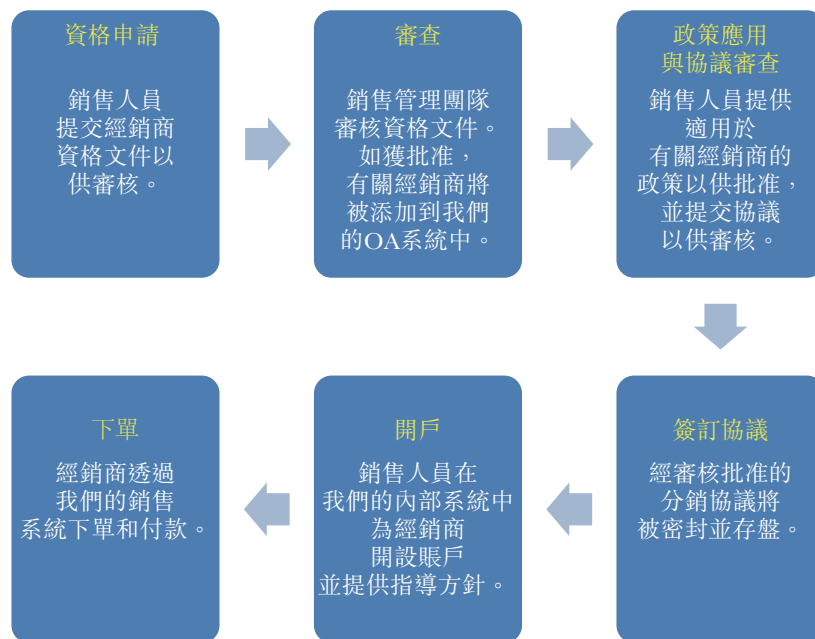 資格申請
銷售人員
提交經銷商
資格文件以
供審核。
審查
銷售管理團隊
審核資格文件。
如獲批准，
有關經銷商將
被添加到我們
的OA系統中。
政策應用
與協議審查
銷售人員提供
適用於
有關經銷商的
政策以供批准，
並提交協議
以供審核。
簽訂協議
經審核批准的
分銷協議將
被密封並存盤。
開戶
銷售人員在
我們的內部系統中
為經銷商
開設賬戶
並提供指導方針。
下單
經銷商透過
我們的銷售
系統下單和付款。